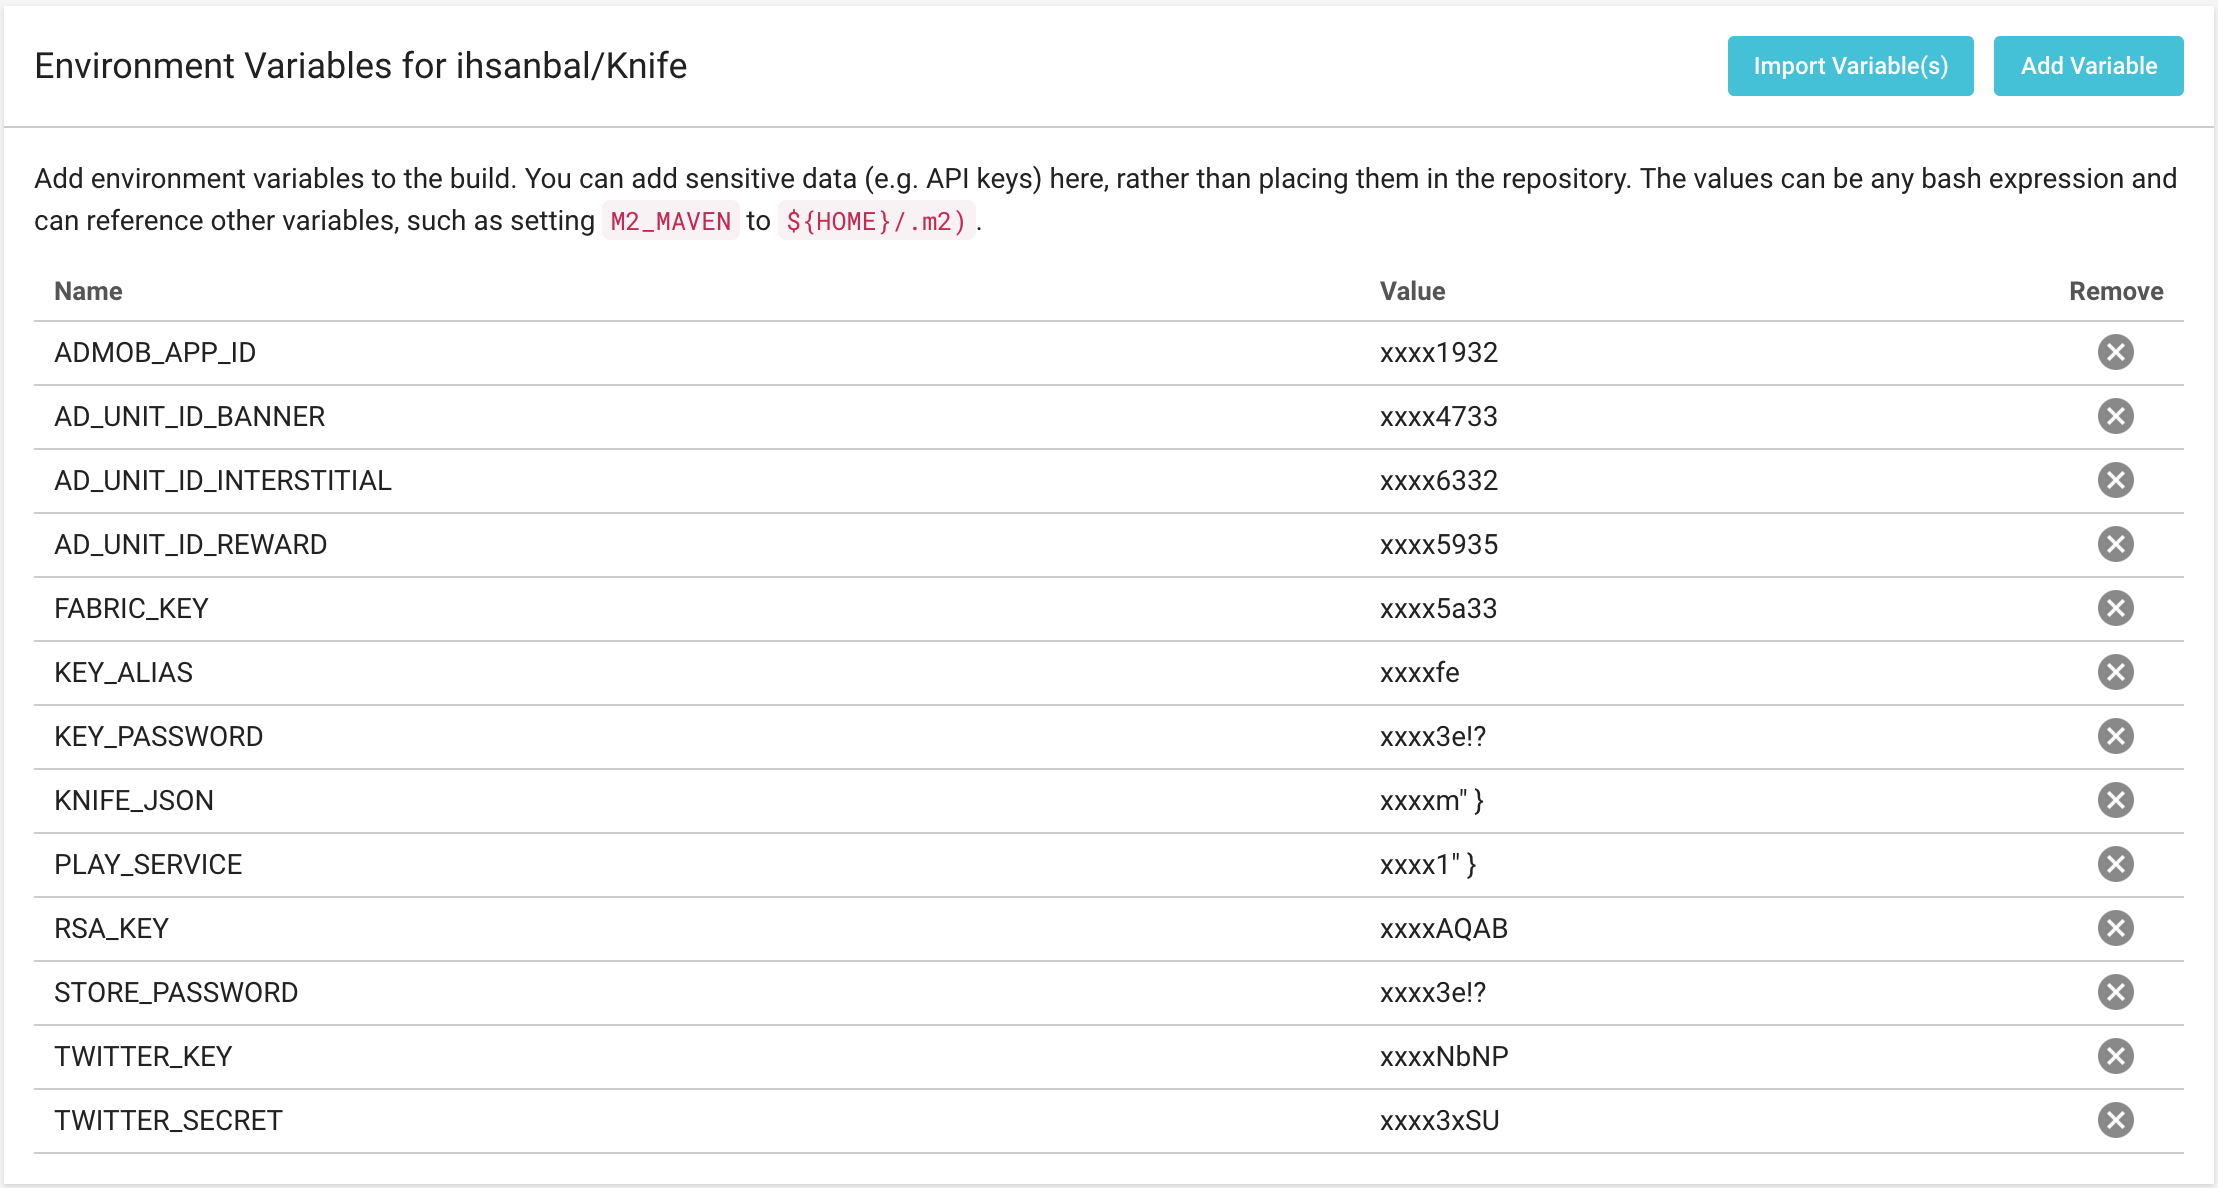 Environment Variables for ihsanbal/Knife
Import Variable(s)
Add Variable
Add environment variables to the build. You can add sensitive data (e.g. API keys) here, rather than placing them in the repository. The values can be any bash expression and
can reference other variables, such as setting M2_MAVEN to ${HOME}/.m2).
Name Value Remove
ADMOB_APP_ID xxxx1932
AD_UNIT_ID_BANNER xxxx4733
AD_UNIT_ID_INTERSTITIAL xxxx6332
AD_UNIT_ID_REWARD xxxx5935
FABRIC_KEY xxxx5a33
KEY_ALIAS xxxxfe
KEY_PASSWORD xxxx3e!?
KNIFE_JSON xxxxm" }
PLAY_SERVICE xxxx1" }
RSA_KEY xxxxAQAB
STORE_PASSWORD xxxx3e!?
TWITTER_KEY xxxxNbNP
TWITTER_SECRET xxxx3xSU